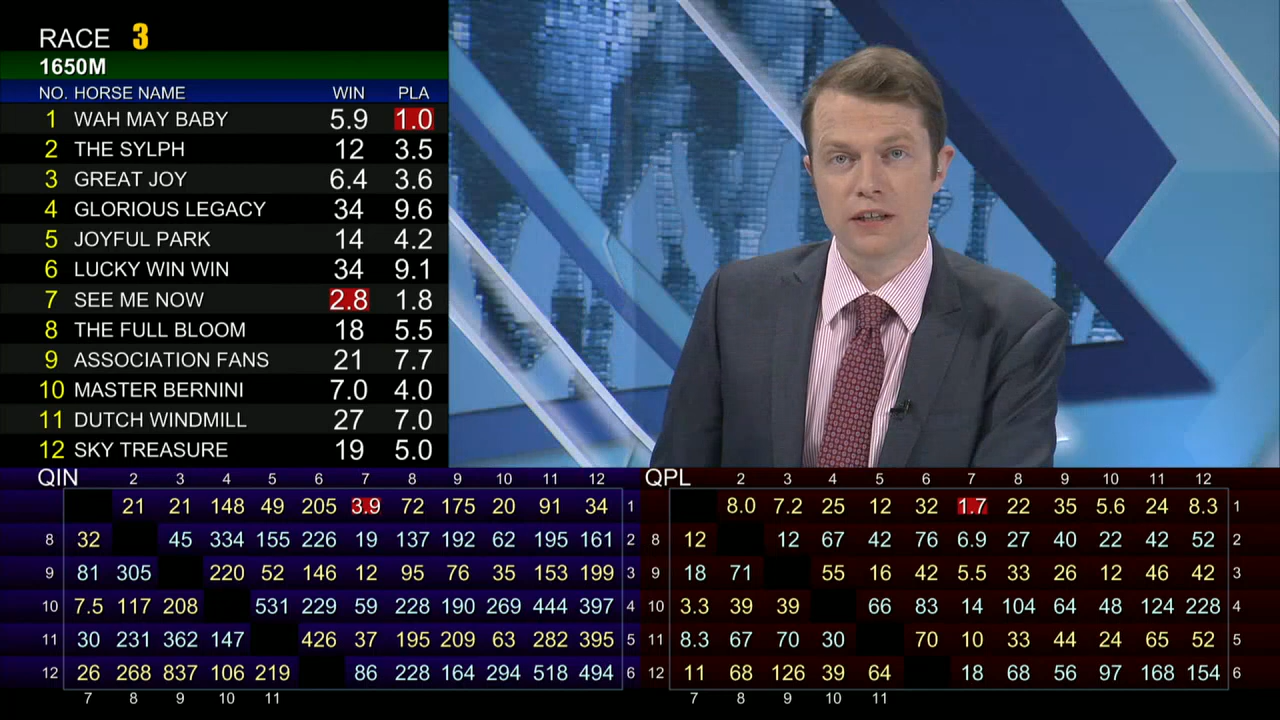 RACE 3
1650M
NO. HORSE NAME WIN PLA
1 WAH MAY BABY 5.9 1.0
2 THE SYLPH 12 3.5
3 GREAT JOY 6.4 3.6
4 GLORIOUS LEGACY 34 9.6
5 JOYFUL PARK 14 4.2
6 LUCKY WIN WIN 34 9.1
7 SEE ME NOW 2.8 1.8
8 THE FULL BLOOM 18 5.5
9 ASSOCIATION FANS 21 7.7
10 MASTER BERNINI 7.0 4.0
11 DUTCH WINDMILL 27 7.0
12 SKY TREASURE 19 5.0
QIN 2 3 4 5 6 7 8 9 10 11 12
21 21 148 49 205 3.9 72 175 20 91 34 1
8 32 45 334 155 226 19 137 192 62 195 161 2
9 81 305 220 52 146 12 95 76 35 153 199 3
10 7.5 117 208 531 229 59 228 190 269 444 397 4
11 30 231 362 147 426 37 195 209 63 282 395 5
12 26 268 837 106 219 86 228 164 294 518 494 6
7 8 9 10 11
QPL 2 3 4 5 6 7 8 9 10 11 12
8.0 7.2 25 12 32 1.7 22 35 5.6 24 8.3 1
8 12 12 67 42 76 6.9 27 40 22 42 52 2
9 18 71 55 16 42 5.5 33 26 12 46 42 3
10 3.3 39 39 66 83 14 104 64 48 124 228 4
11 8.3 67 70 30 70 10 33 44 24 65 52 5
12 11 68 126 39 64 18 68 56 97 168 154 6
7 8 9 10 11